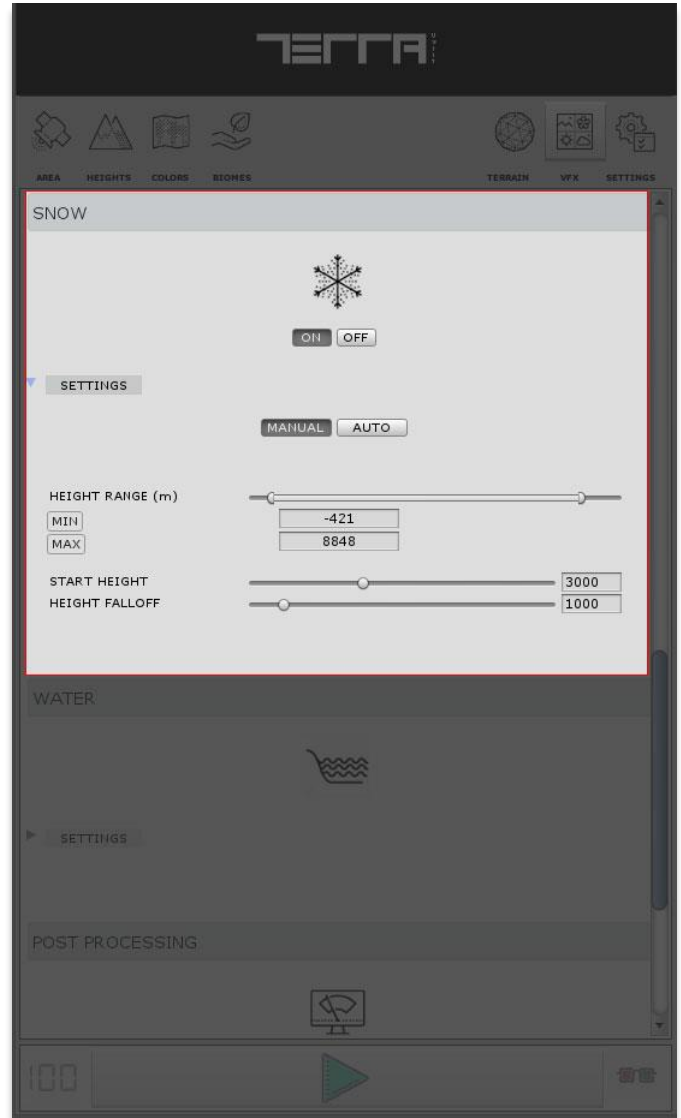 TERRA
AREA HEIGHTS COLORS BIOMES TERRAIN VFX SETTINGS
SNOW
ON OFF
SETTINGS
MANUAL AUTO
HEIGHT RANGE (m)
MIN -421
MAX 8848
START HEIGHT 3000
HEIGHT FALLOFF 1000
WATER
SETTINGS
POST PROCESSING
100